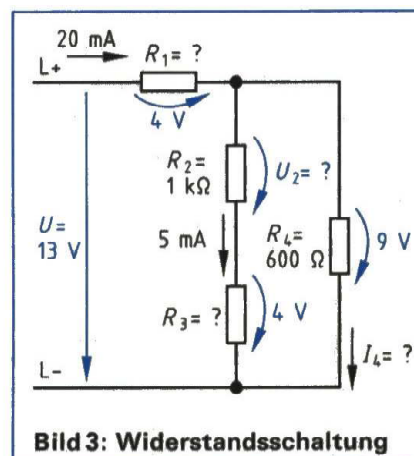 20 mA
L+
R₁= ?
4 V
R₂=
1 kΩ
U₂= ?
U=
13 V
5 mA
R₄=
600 Ω
9 V
R₃= ?
4 V
I₄= ?
L−
Bild 3: Widerstandsschaltung